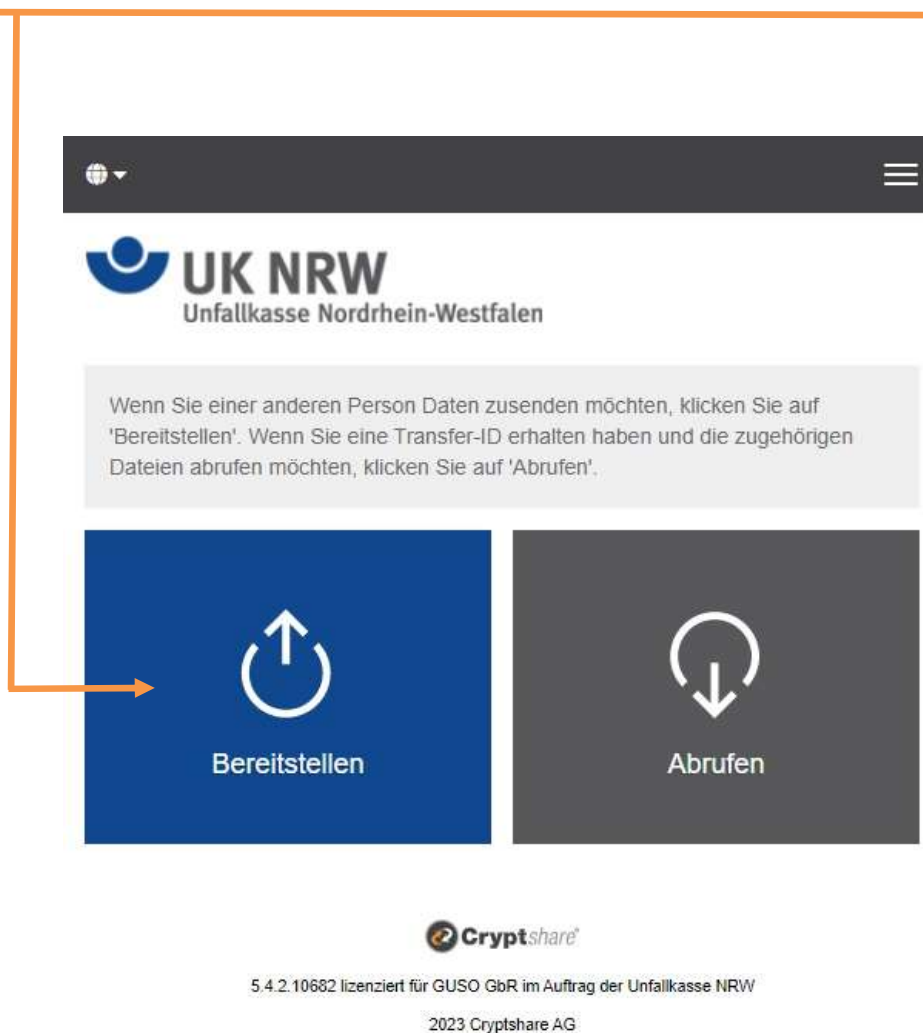 UK NRW
Unfallkasse Nordrhein-Westfalen
Wenn Sie einer anderen Person Daten zusenden möchten, klicken Sie auf
'Bereitstellen'. Wenn Sie eine Transfer-ID erhalten haben und die zugehörigen
Dateien abrufen möchten, klicken Sie auf 'Abrufen'.
Bereitstellen
Abrufen
Cryptshare®
5.4.2.10682 lizenziert für GUSO GbR im Auftrag der Unfallkasse NRW
2023 Cryptshare AG